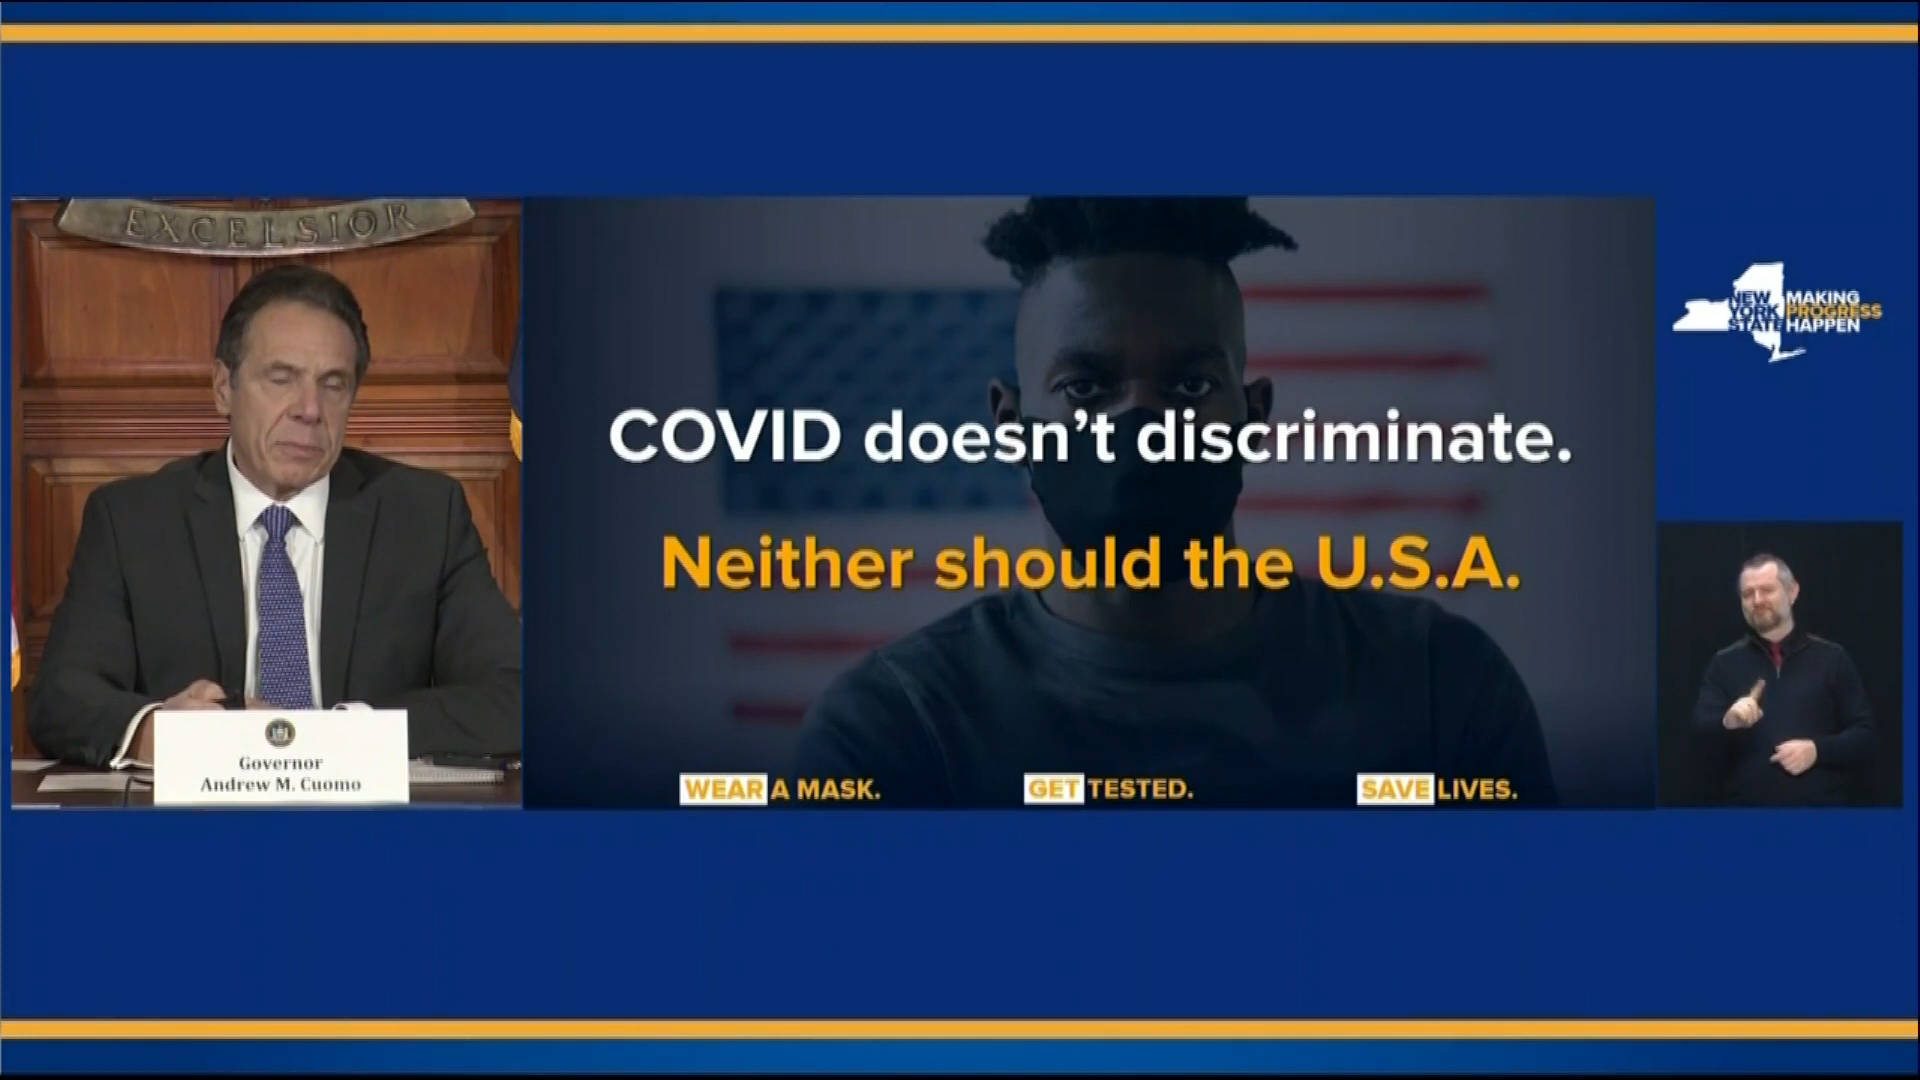 EXCELSIOR
Governor
Andrew M. Cuomo
COVID doesn't discriminate.
Neither should the U.S.A.
WEAR A MASK.
GET TESTED.
SAVE LIVES.
NEW
YORK
STATE
MAKING
PROGRESS
HAPPEN